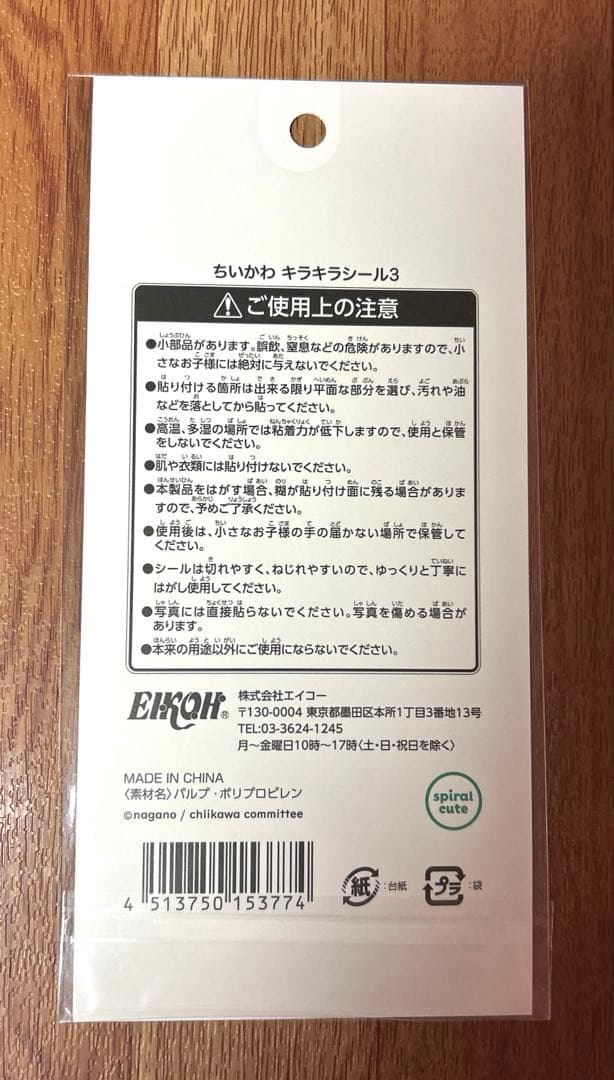 ちいかわ キラキラシール3
ご使用上の注意
●小部品があります。誤飲、窒息などの危険がありますので、小
さなお子様には絶対に与えないでください。
●貼り付ける箇所は出来る限り平面な部分を選び、汚れや油
などを落としてから貼ってください。
●高温、多湿の場所では粘着力が低下しますので、使用と保管
をしないでください。
●肌や衣類には貼り付けないでください。
●本製品をはがす場合、糊が貼り付け面に残る場合がありま
すので、予めご了承ください。
●使用後は、小さなお子様の手の届かない場所で保管して
ください。
●シールは切れやすく、ねじれやすいので、ゆっくりと丁寧に
はがし使用してください。
●写真には直接貼らないでください。写真を傷める場合が
あります。
●本来の用途以外にご使用にならないでください。
EIKOH®
株式会社エイコー
〒130-0004 東京都墨田区本所1丁目3番地13号
TEL:03-3624-1245
月～金曜日10時～17時〈土・日・祝日を除く〉
MADE IN CHINA
〈素材名〉パルプ・ポリプロピレン
©nagano / chiikawa committee
spiral
cute
4 513750 153774
紙:台紙
プラ:袋